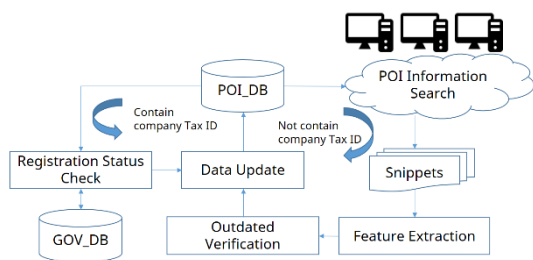 POI_DB
POI Information
Search
Contain
company Tax ID
Not contain
company Tax ID
Registration Status
Check
Data Update
Snippets
GOV_DB
Outdated
Verification
Feature Extraction